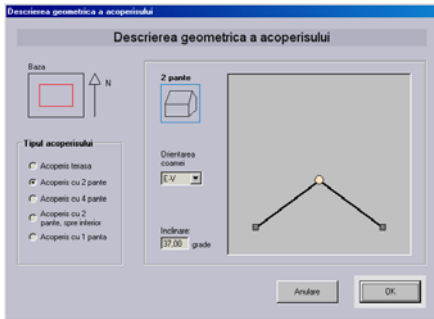 Descrierea geometrica a acoperisului
Descrierea geometrica a acoperisului
Baza
N
2 pante
Tipul acoperisului
Acoperis terasa
Acoperis cu 2 pante
Acoperis cu 4 pante
Acoperis cu 2
pante, spre interior
Acoperis cu 1 panta
Orientarea
coamei
E-V
Inclinare:
37,00 grade
Anulare
OK